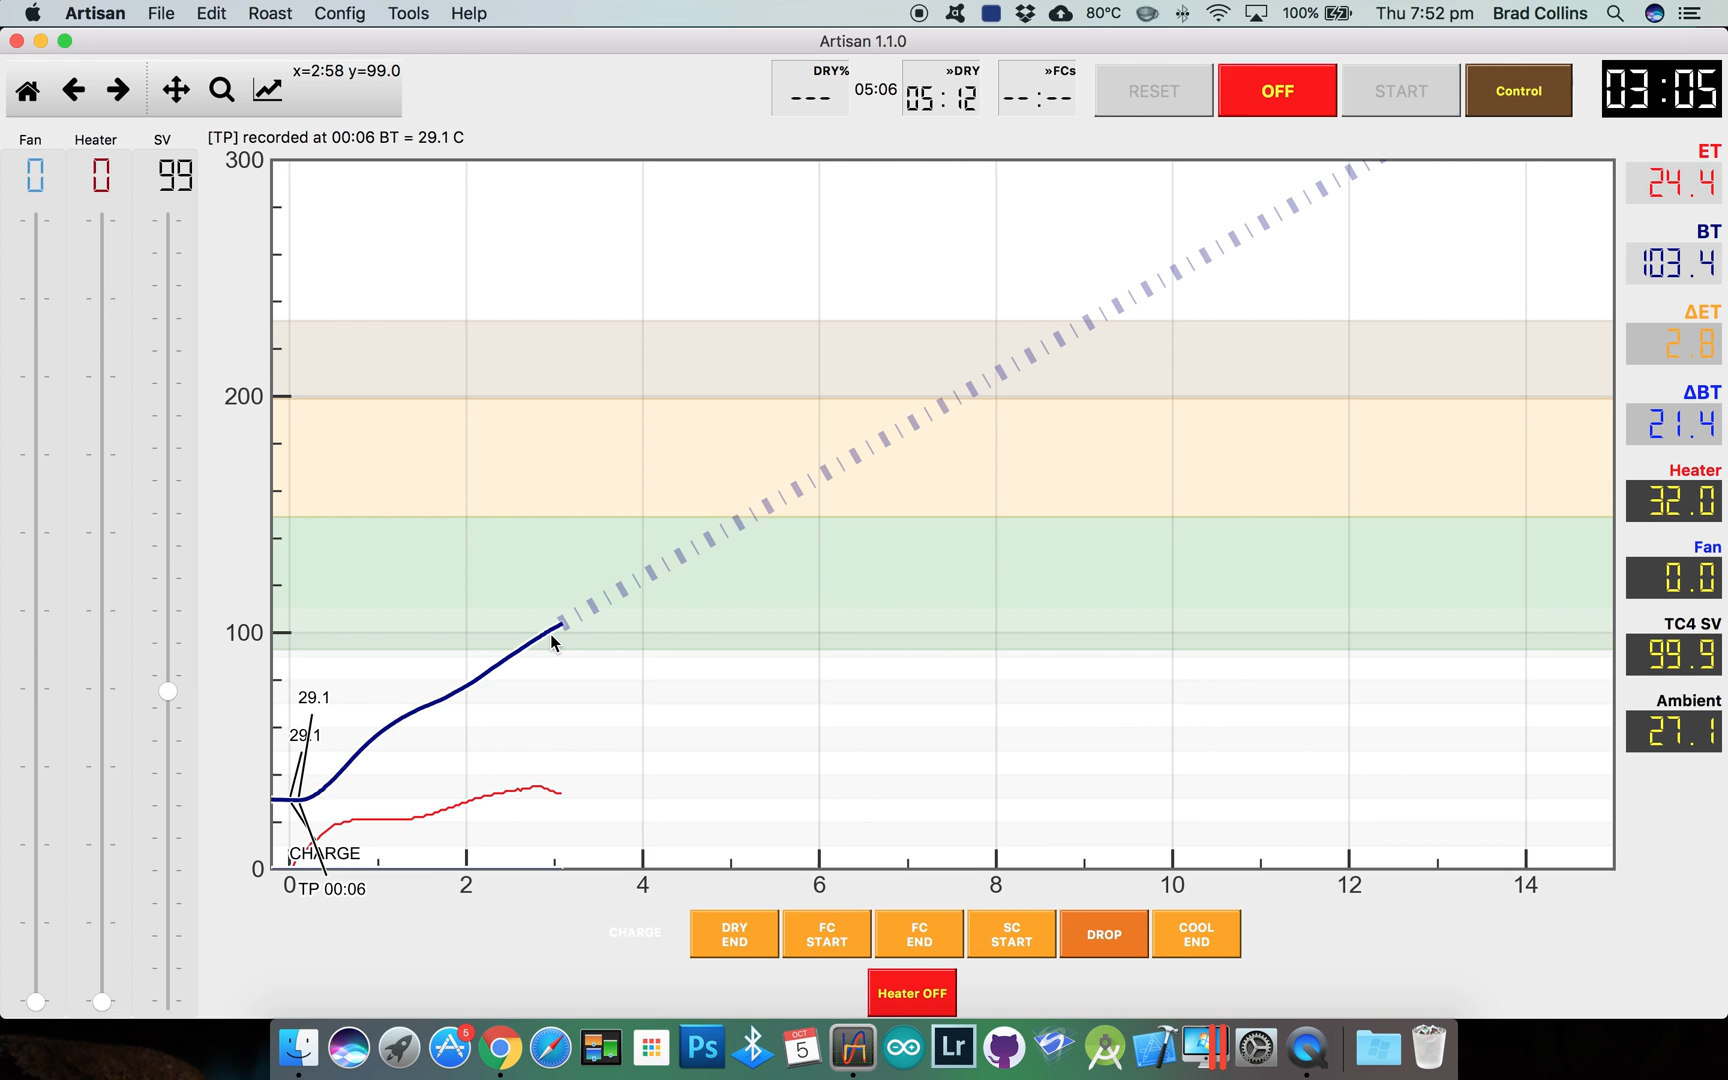 Artisan File Edit Roast Config Tools Help
80°C 100% Thu 7:52 pm Brad Collins
Artisan 1.1.0
x=2:58 y=99.0
DRY%
---
05:06
»DRY
05:12
»FCs
--:--
RESET
OFF
START
Control
03:05
Fan Heater SV
0 0 99
[TP] recorded at 00:06 BT = 29.1 C
300
200
100
0
29.1
29.1
CHARGE
TP 00:06
0 2 4 6 8 10 12 14
ET
24.4
BT
103.4
ΔET
2.8
ΔBT
21.4
Heater
32.0
Fan
0.0
TC4 SV
99.9
Ambient
27.1
CHARGE
DRY
END
FC
START
FC
END
SC
START
DROP
COOL
END
Heater OFF
5
Ps
OCT
5
Lr